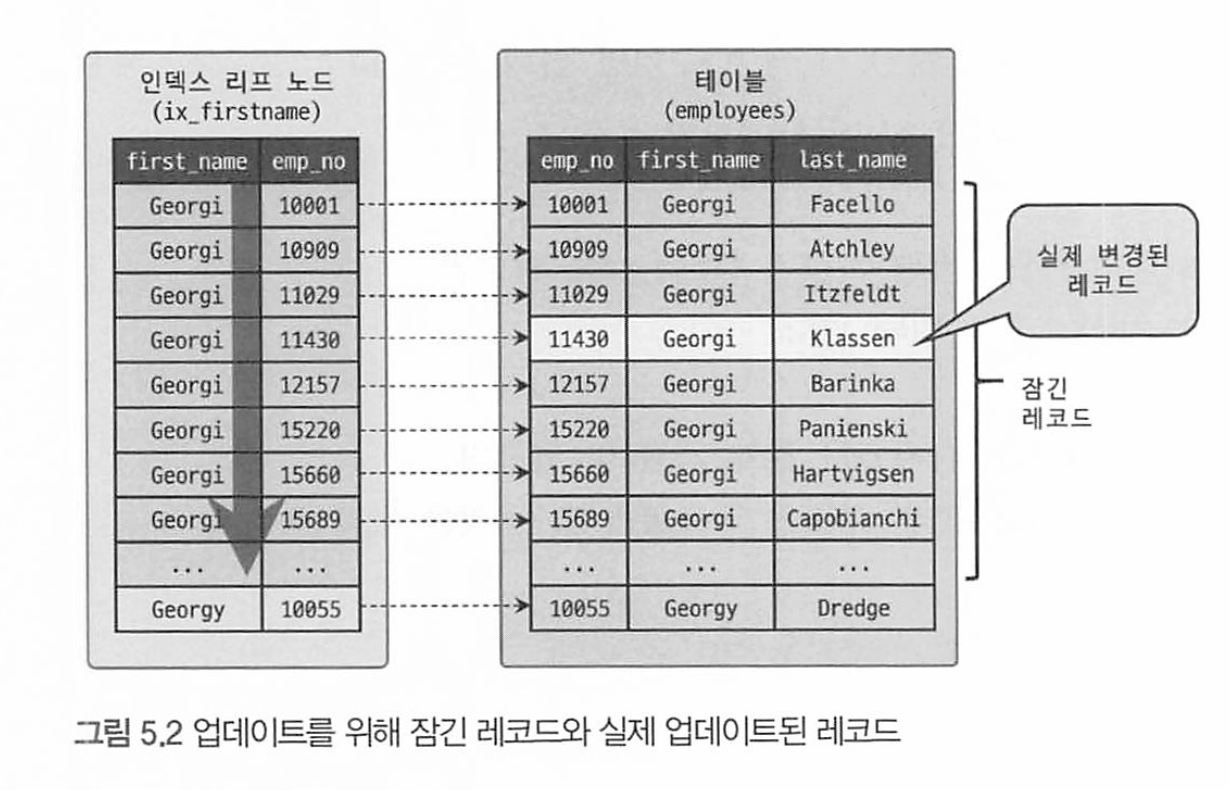 인덱스 리프 노드
(ix_firstname)
first_name emp_no
Georgi 10001
Georgi 10909
Georgi 11029
Georgi 11430
Georgi 12157
Georgi 15220
Georgi 15660
Georgi 15689
... ...
Georgy 10055
테이블
(employees)
emp_no first_name last_name
10001 Georgi Facello
10909 Georgi Atchley
11029 Georgi Itzfeldt
11430 Georgi Klassen
12157 Georgi Barinka
15220 Georgi Panienski
15660 Georgi Hartvigsen
15689 Georgi Capobianchi
... ... ...
10055 Georgy Dredge
실제 변경된
레코드
잠긴
레코드
그림 5.2 업데이트를 위해 잠긴 레코드와 실제 업데이트된 레코드